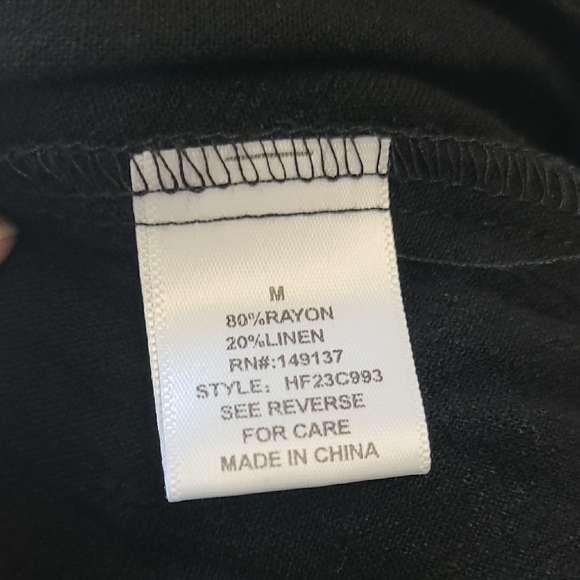 M
80%RAYON
20%LINEN
RN#:149137
STYLE: HF23C993
SEE REVERSE
FOR CARE
MADE IN CHINA